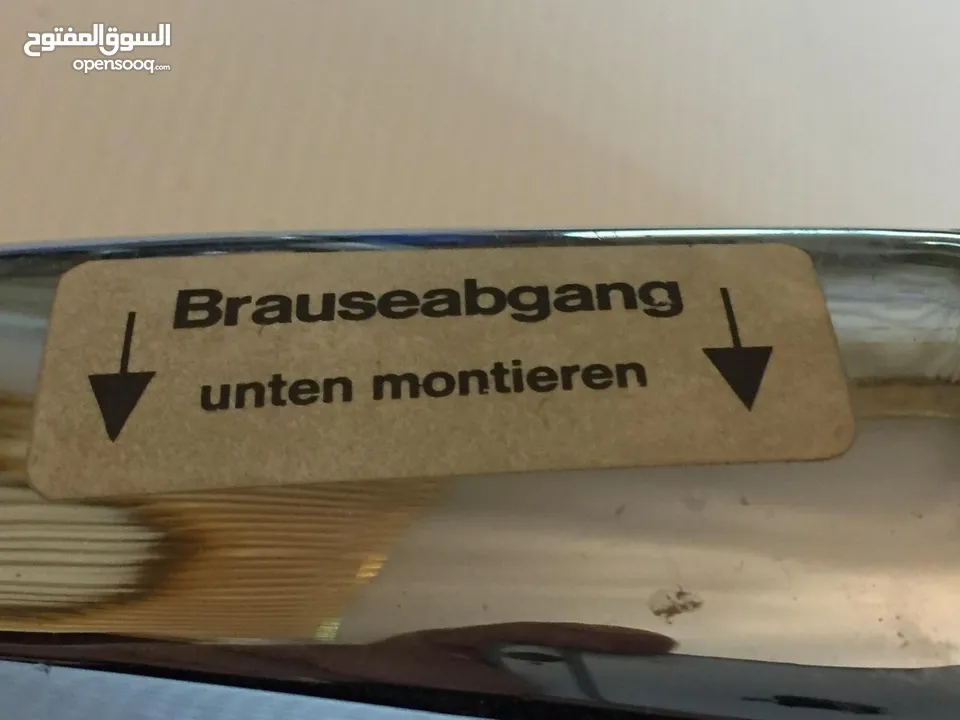 السوق المفتوح
opensooq.com
Brauseabgang
unten montieren